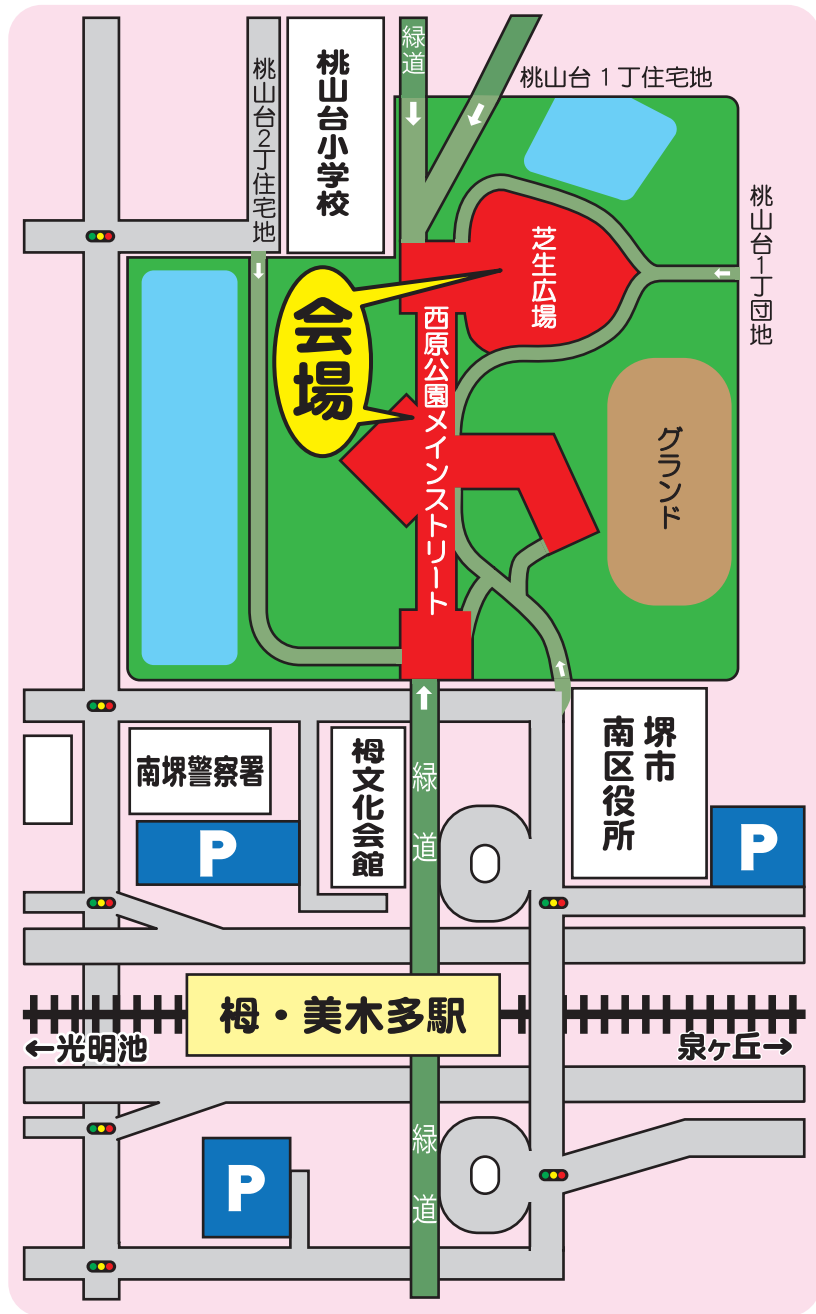 緑道
桃山台1丁住宅地
桃山台2丁住宅地
桃山台小学校
桃山台1丁団地
芝生広場
会場
西原公園メインストリート
グランド
南堺警察署
栂文化会館
緑道
堺市
南区役所
P
P
栂・美木多駅
←光明池
泉ヶ丘→
緑道
P